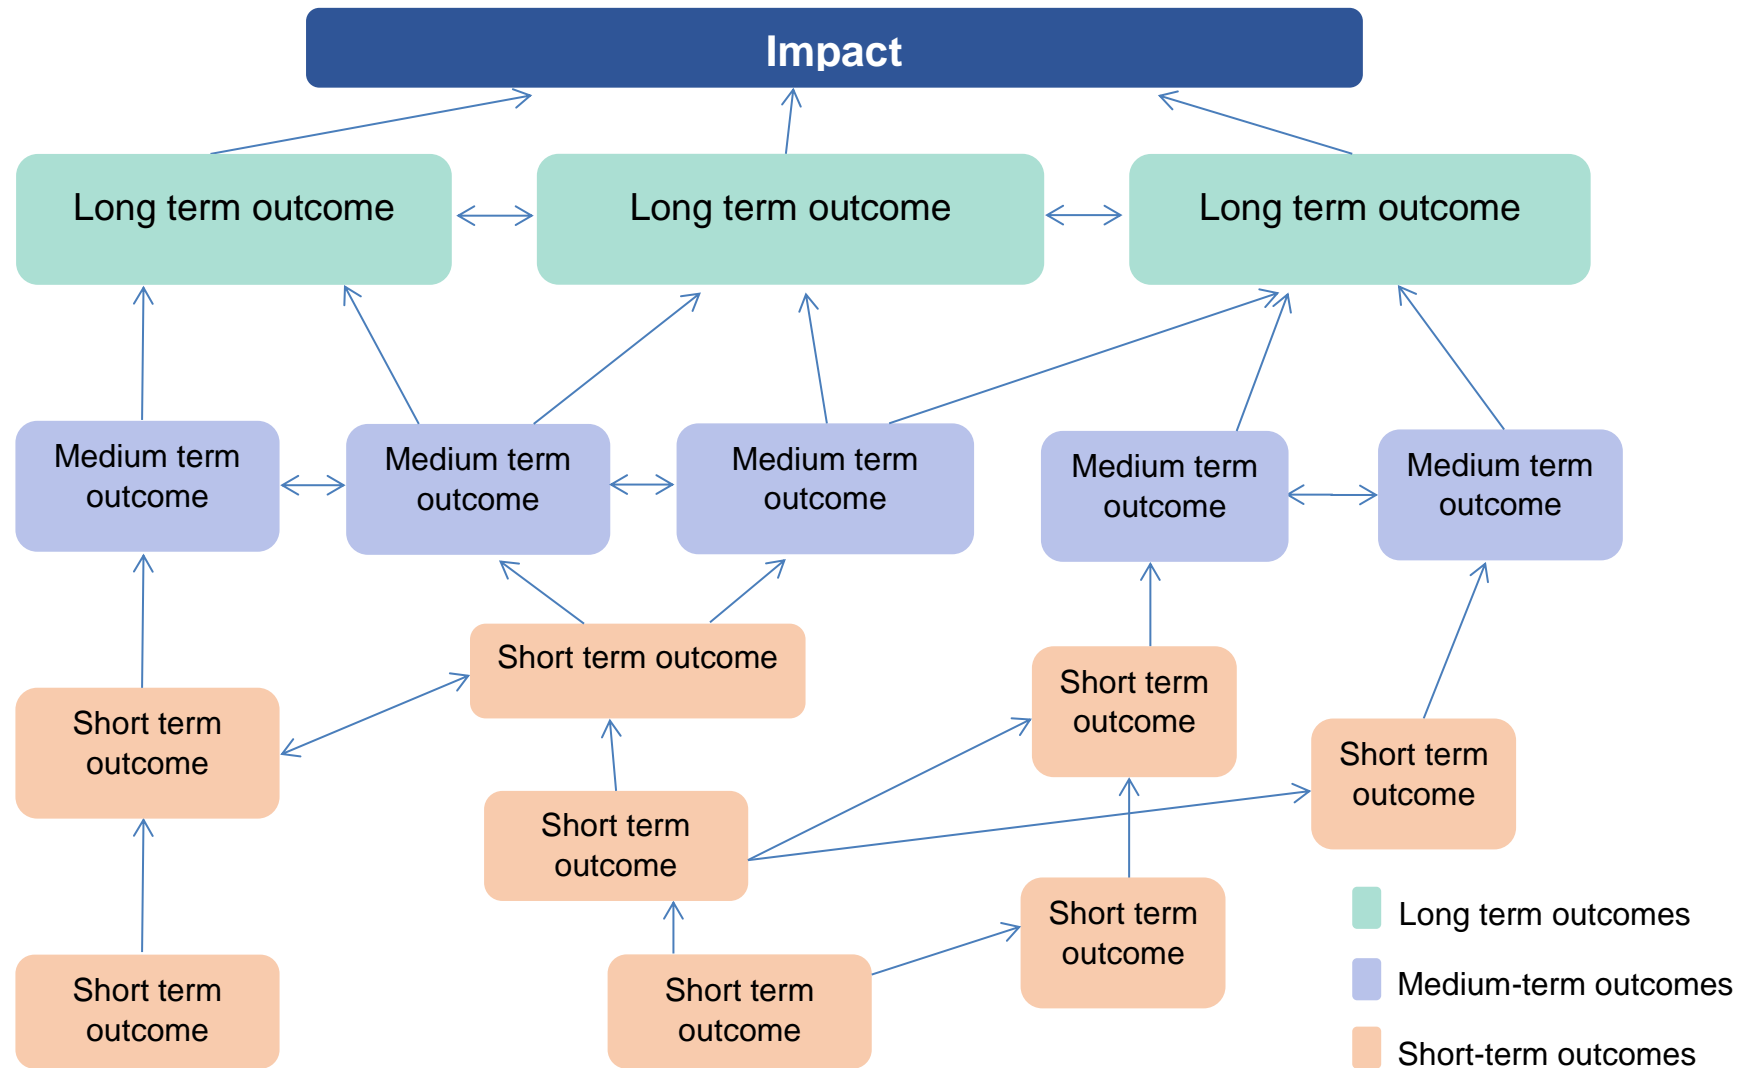 Impact
Long term outcome
Long term outcome
Long term outcome
Medium term
outcome
Medium term
outcome
Medium term
outcome
Medium term
outcome
Medium term
outcome
Short term outcome
Short term
outcome
Short term
outcome
Short term
outcome
Short term
outcome
Short term
outcome
Short term
outcome
Short term
outcome
Long term outcomes
Medium-term outcomes
Short-term outcomes